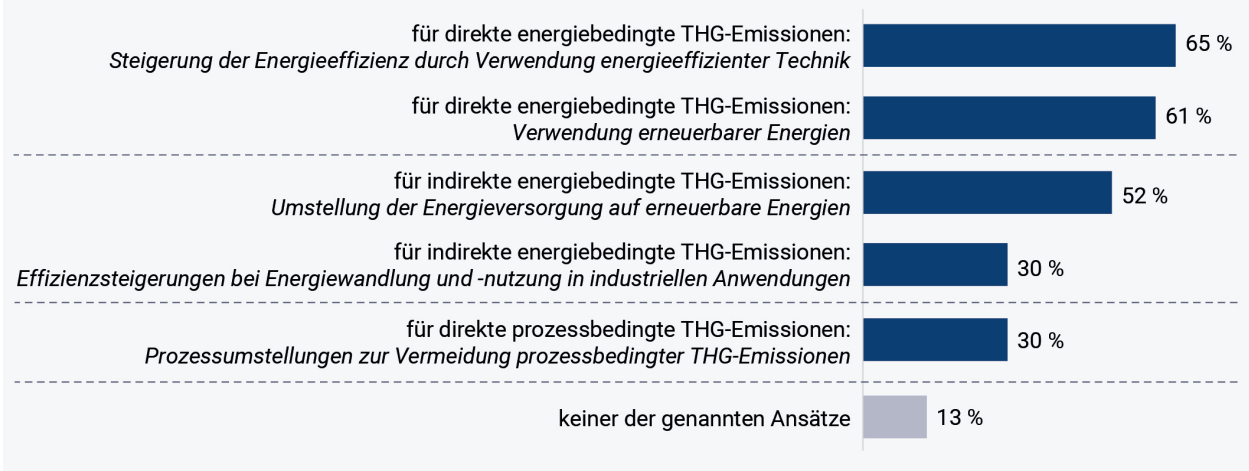 für direkte energiebedingte THG-Emissionen:
Steigerung der Energieeffizienz durch Verwendung energieeffizienter Technik
65 %
für direkte energiebedingte THG-Emissionen:
Verwendung erneuerbarer Energien
61 %
für indirekte energiebedingte THG-Emissionen:
Umstellung der Energieversorgung auf erneuerbare Energien
52 %
für indirekte energiebedingte THG-Emissionen:
Effizienzsteigerungen bei Energiewandlung und -nutzung in industriellen Anwendungen
30 %
für direkte prozessbedingte THG-Emissionen:
Prozessumstellungen zur Vermeidung prozessbedingter THG-Emissionen
30 %
keiner der genannten Ansätze
13 %